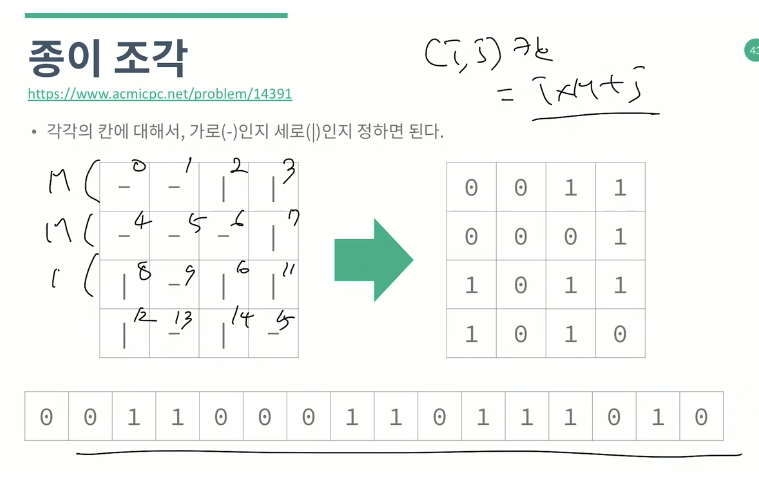 (i,j) 칸
43
= i×M+j
종이 조각
https://www.acmicpc.net/problem/14391
• 각각의 칸에 대해서, 가로(-)인지 세로(|)인지 정하면 된다.
M ( - 0 - 1 | 2 | 3
M ( - 4 - 5 - 6 | 7
( | 8 - 9 | 10 | 11
| 12 - 13 | 14 - 15
0 0 1 1
0 0 0 1
1 0 1 1
1 0 1 0
0 0 1 1 0 0 0 1 1 0 1 1 1 0 1 0